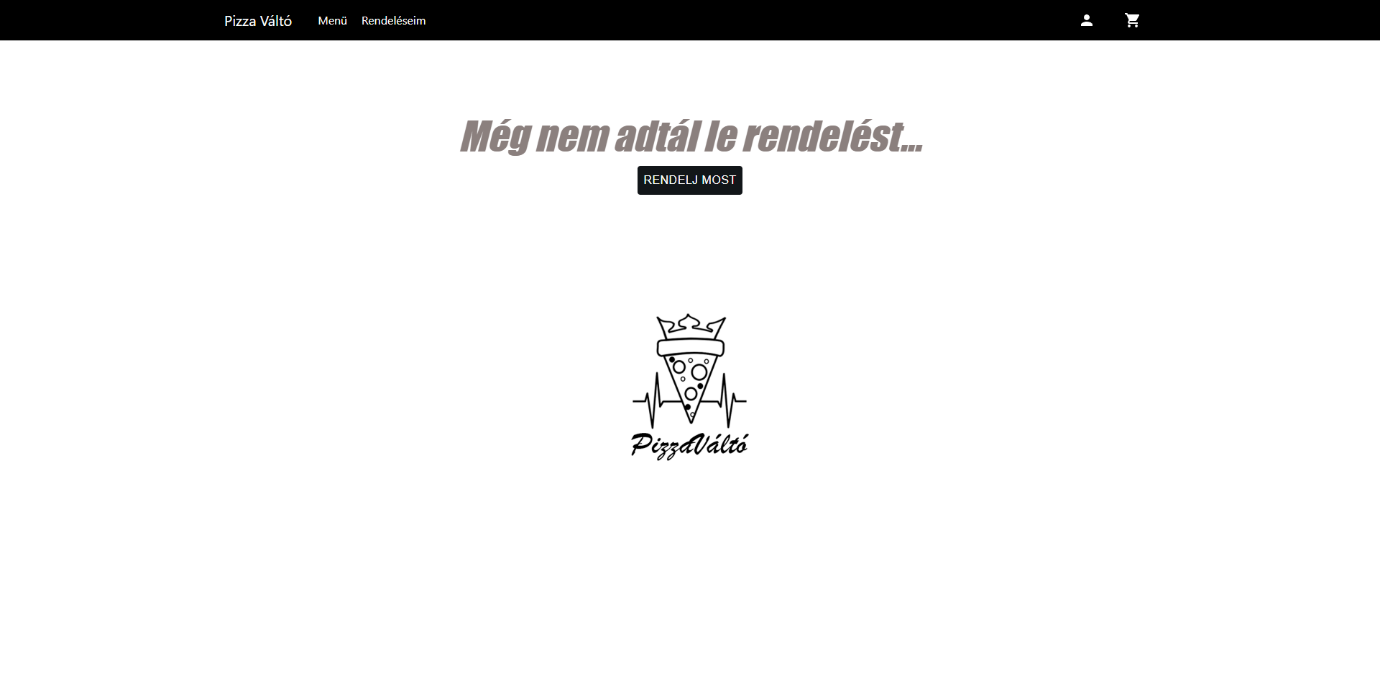 Pizza Váltó Menü Rendeléseim
Még nem adtál le rendelést...
RENDELJ MOST
PizzaVáltó